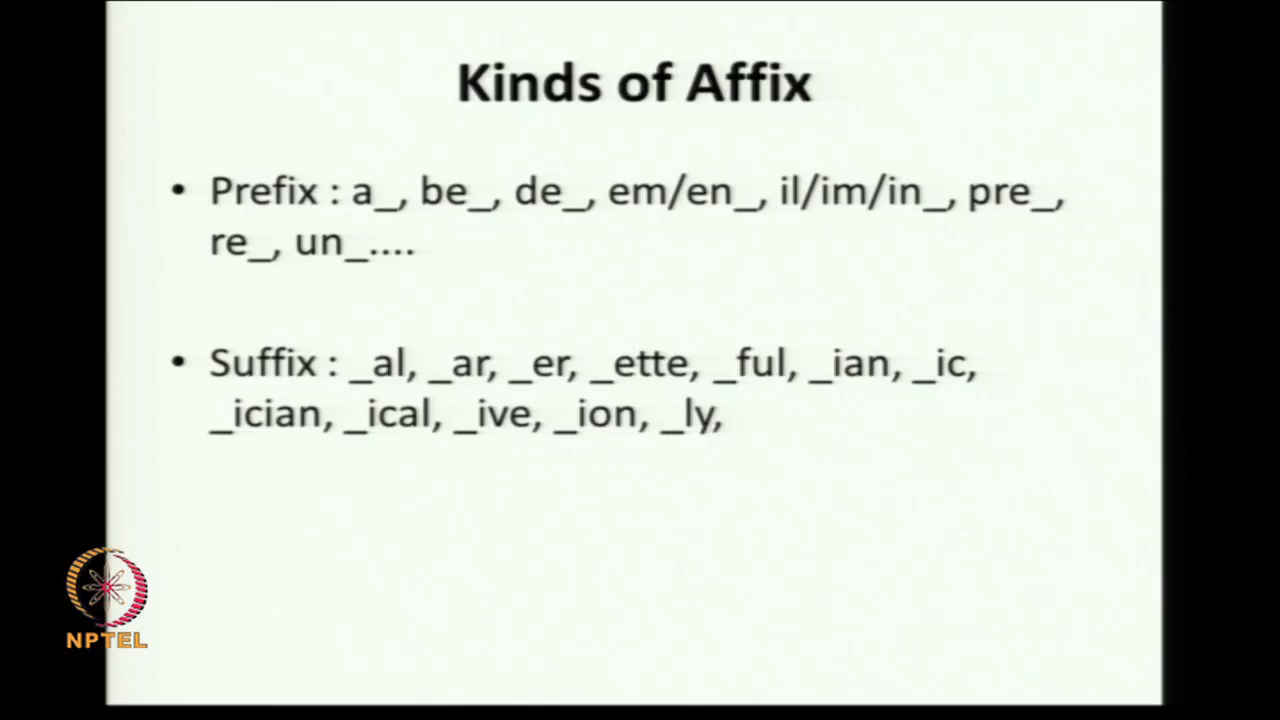 Kinds of Affix
• Prefix : a_, be_, de_, em/en_, il/im/in_, pre_,
re_, un_....
• Suffix : _al, _ar, _er, _ette, _ful, _ian, _ic,
_ician, _ical, _ive, _ion, _ly,
NPTEL